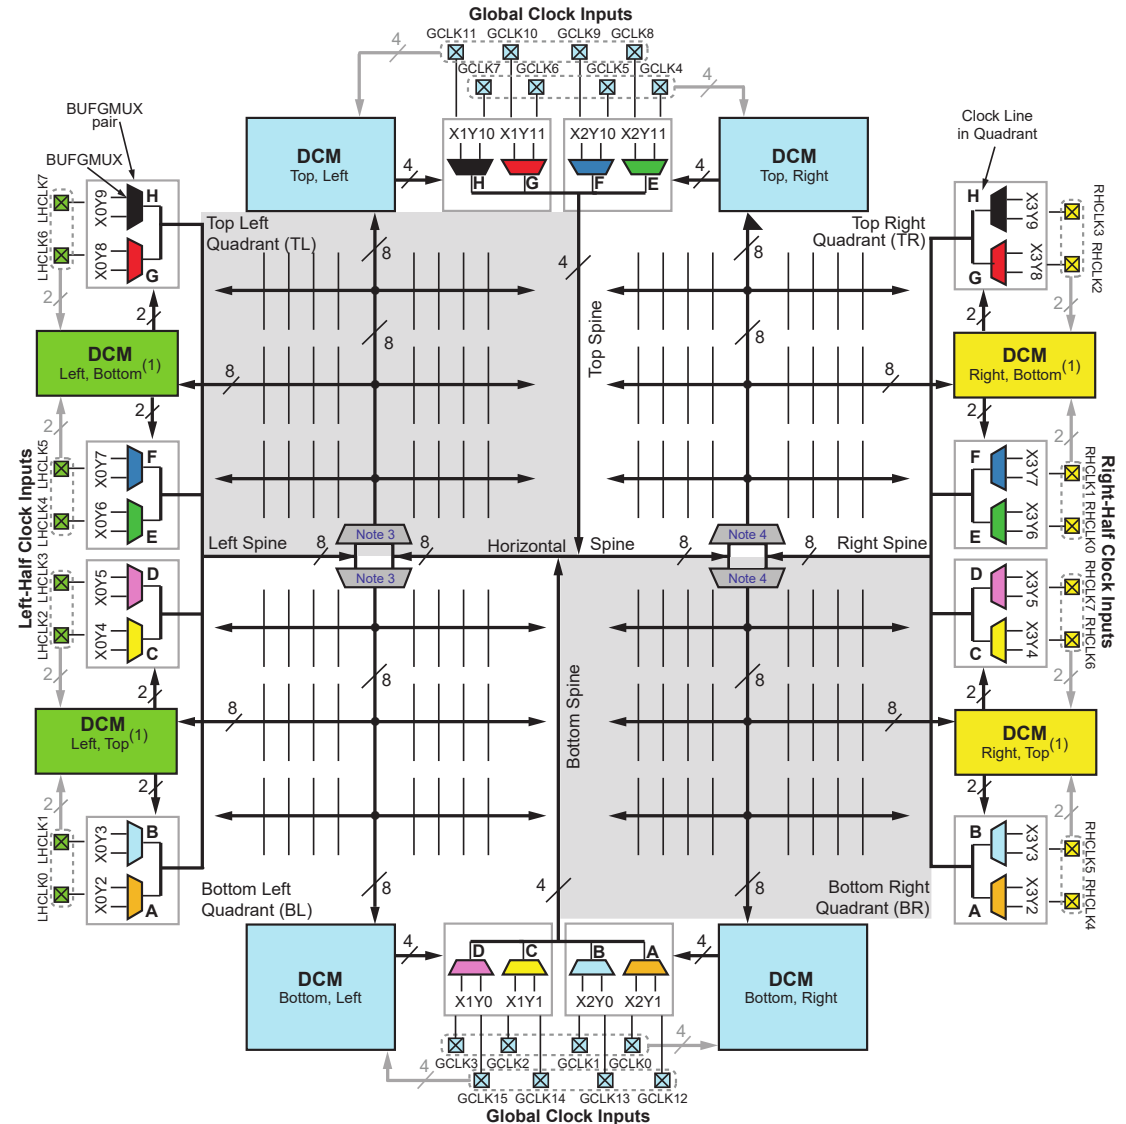 Global Clock Inputs
GCLK11 GCLK10 GCLK9 GCLK8
4
GCLK7 GCLK6 GCLK5 GCLK4
4
BUFGMUX
pair
BUFGMUX
Clock Line
in Quadrant
DCM
Top, Left
4
X1Y10 X1Y11 X2Y10 X2Y11
H G F E
4
DCM
Top, Right
LHCLK7
LHCLK6
X0Y9
X0Y8
H
G
2
2
Top Left
Quadrant (TL)
8
8
4
Top Spine
8
8
Top Right
Quadrant (TR)
H
G
X3Y9
X3Y8
RHCLK3
RHCLK2
2
2
DCM
Left, Bottom(1)
8
8
DCM
Right, Bottom(1)
2
2
2
2
Left-Half Clock Inputs
LHCLK5
LHCLK4
X0Y7
X0Y6
F
E
F
E
X3Y7
X3Y6
RHCLK1
RHCLK0
Right-Half Clock Inputs
Note 3
Note 4
Left Spine
8
8
Horizontal
Spine
8
8
Right Spine
Note 3
Note 4
LHCLK3
LHCLK2
X0Y5
X0Y4
D
C
D
C
X3Y5
X3Y4
RHCLK7
RHCLK6
2
2
8
8
2
2
DCM
Left, Top(1)
8
Bottom Spine
8
DCM
Right, Top(1)
2
2
2
2
LHCLK1
LHCLK0
X0Y3
X0Y2
B
A
B
A
X3Y3
X3Y2
RHCLK5
RHCLK4
Bottom Left
Quadrant (BL)
8
4
8
Bottom Right
Quadrant (BR)
DCM
Bottom, Left
4
D C B A
X1Y0 X1Y1 X2Y0 X2Y1
4
DCM
Bottom, Right
GCLK3 GCLK2 GCLK1 GCLK0
4
4
GCLK15 GCLK14 GCLK13 GCLK12
Global Clock Inputs